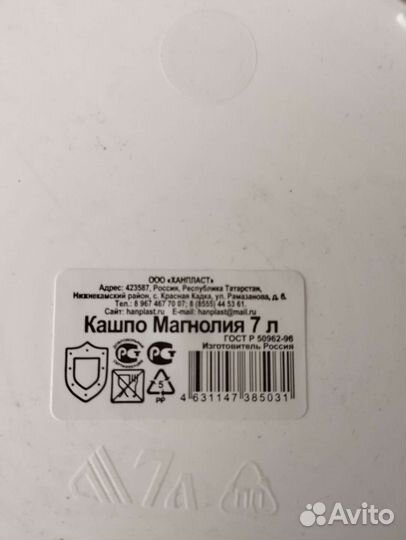 ООО «ХАНПЛАСТ»
Адрес: 423587, Россия, Республика Татарстан,
Нижнекамский район, с. Красная Кадка, ул. Рамазанова, д. 6.
Тел.: 8 967 467 70 07; 8 (8555) 44 53 61.
Сайт: hanplast.ru E-mail: hanplast@mail.ru
Кашпо Магнолия 7 л
ГОСТ Р 50962-96
Изготовитель Россия
5
PP
4 631147 385031
7л
ПП
Avito